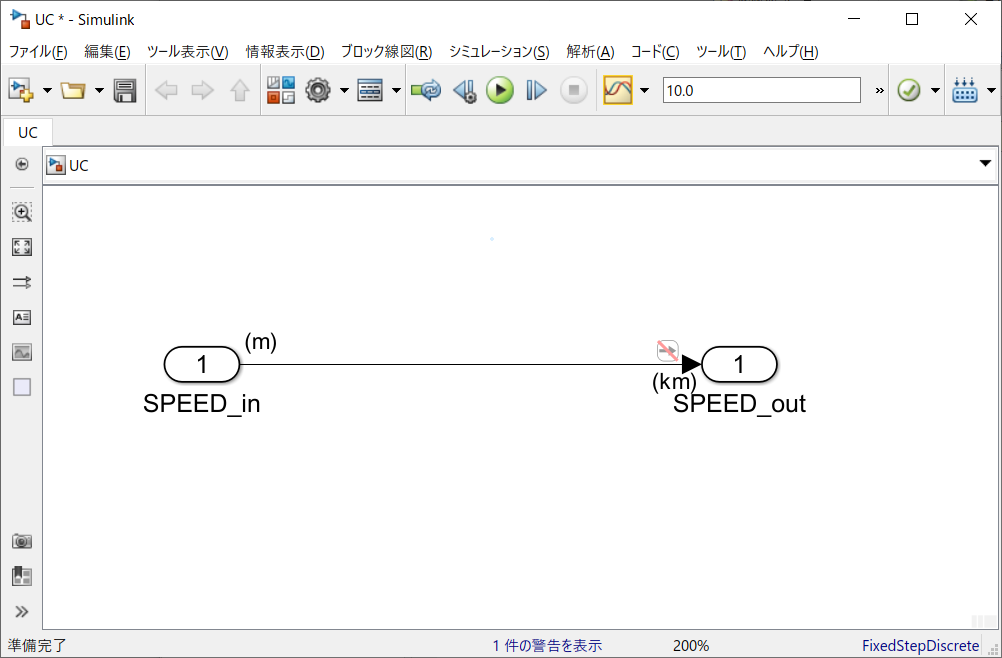 UC * - Simulink
ファイル(F) 編集(E) ツール表示(V) 情報表示(D) ブロック線図(R) シミュレーション(S) 解析(A) コード(C) ツール(T) ヘルプ(H)
10.0 »
UC
UC
(m)
1
1
(km)
SPEED_in
SPEED_out
準備完了 1 件の警告を表示 200% FixedStepDiscrete